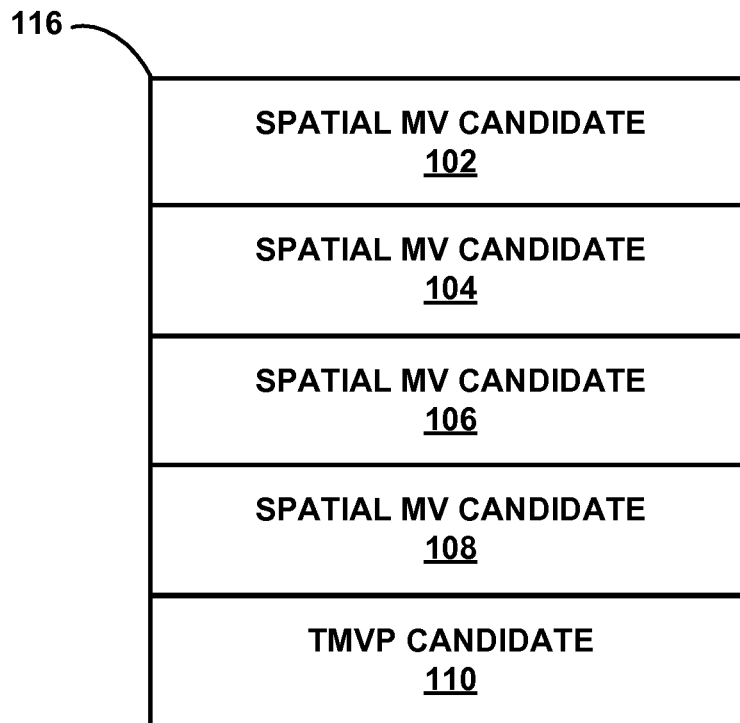 116
SPATIAL MV CANDIDATE
102
SPATIAL MV CANDIDATE
104
SPATIAL MV CANDIDATE
106
SPATIAL MV CANDIDATE
108
TMVP CANDIDATE
110